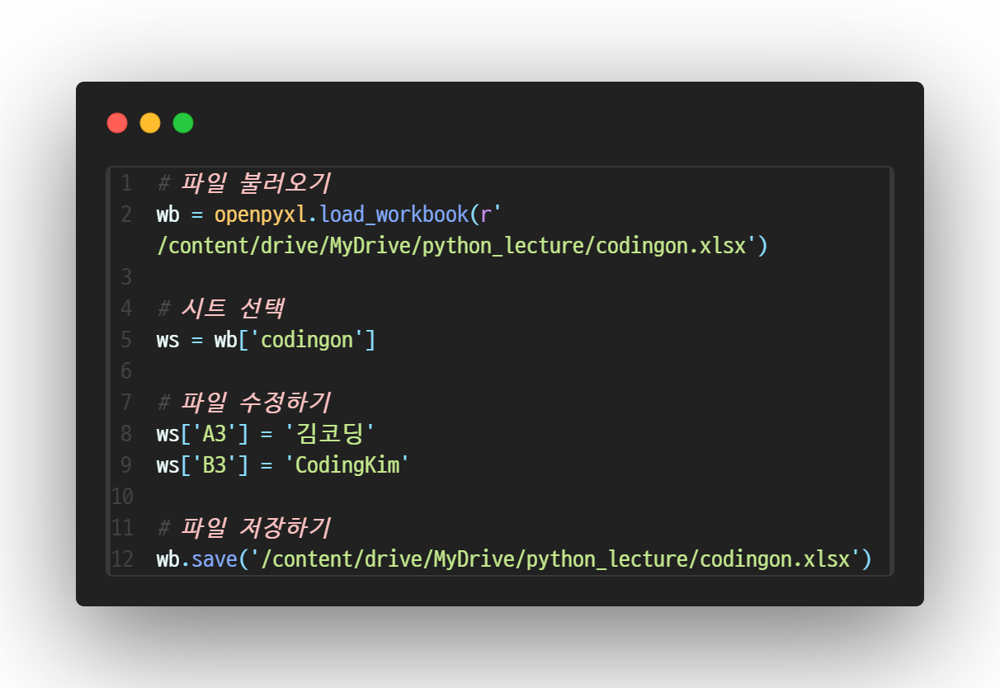 1 # 파일 불러오기
2 wb = openpyxl.load_workbook(r'
/content/drive/MyDrive/python_lecture/codingon.xlsx')
3
4 # 시트 선택
5 ws = wb['codingon']
6
7 # 파일 수정하기
8 ws['A3'] = '김코딩'
9 ws['B3'] = 'CodingKim'
10
11 # 파일 저장하기
12 wb.save('/content/drive/MyDrive/python_lecture/codingon.xlsx')